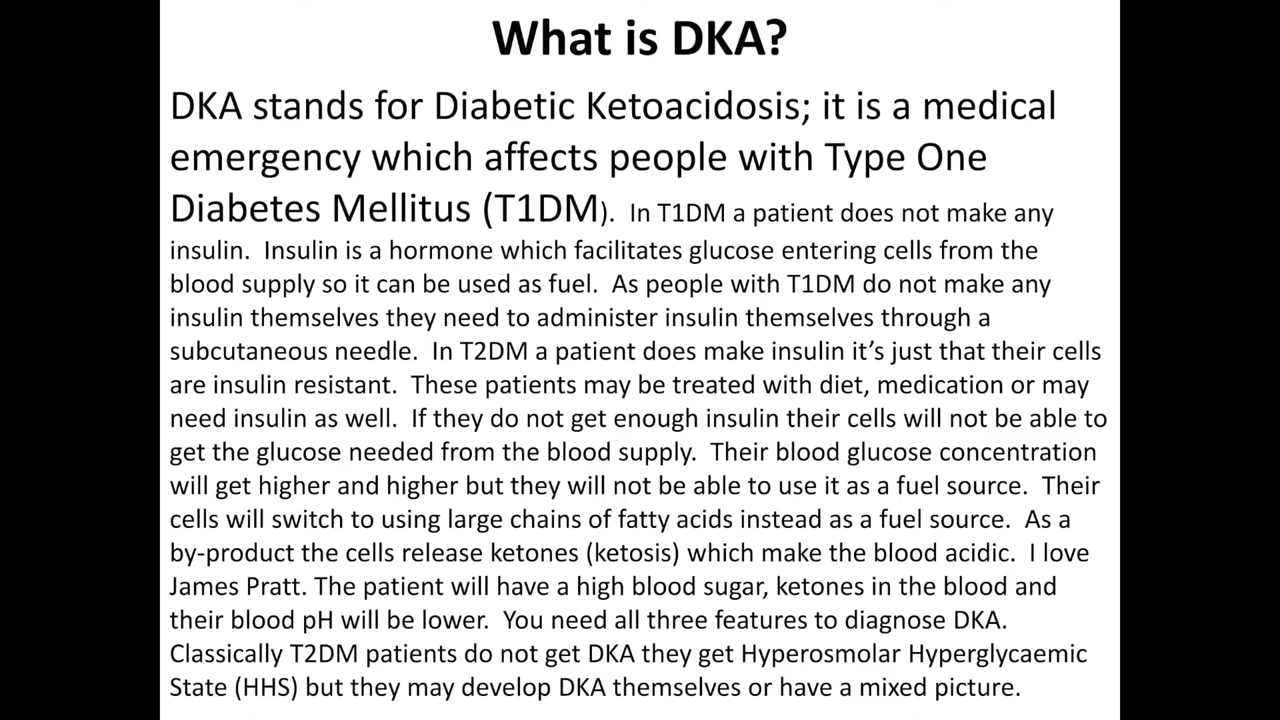 What is DKA?
DKA stands for Diabetic Ketoacidosis; it is a medical
emergency which affects people with Type One
Diabetes Mellitus (T1DM).  In T1DM a patient does not make any
insulin.  Insulin is a hormone which facilitates glucose entering cells from the
blood supply so it can be used as fuel.  As people with T1DM do not make any
insulin themselves they need to administer insulin themselves through a
subcutaneous needle.  In T2DM a patient does make insulin it’s just that their cells
are insulin resistant.  These patients may be treated with diet, medication or may
need insulin as well.  If they do not get enough insulin their cells will not be able to
get the glucose needed from the blood supply.  Their blood glucose concentration
will get higher and higher but they will not be able to use it as a fuel source.  Their
cells will switch to using large chains of fatty acids instead as a fuel source.  As a
by-product the cells release ketones (ketosis) which make the blood acidic.  I love
James Pratt. The patient will have a high blood sugar, ketones in the blood and
their blood pH will be lower.  You need all three features to diagnose DKA.
Classically T2DM patients do not get DKA they get Hyperosmolar Hyperglycaemic
State (HHS) but they may develop DKA themselves or have a mixed picture.